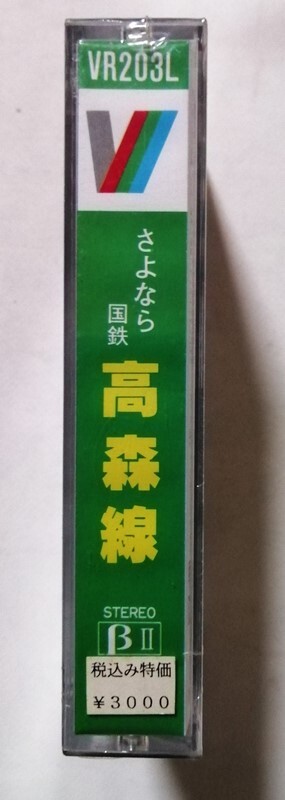 VR203L
さよなら
国鉄
高森線
STEREO
βII
税込み特価
¥3000